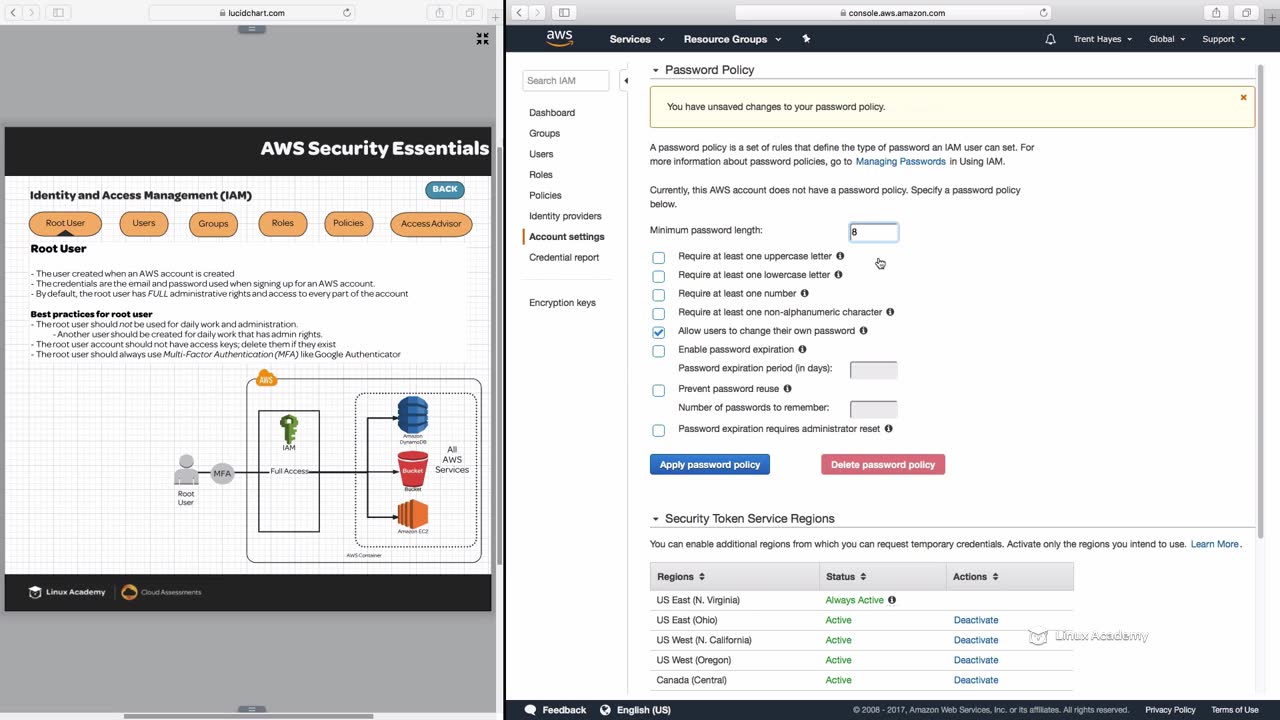 lucidchart.com
AWS Security Essentials
Identity and Access Management (IAM)
BACK
Root User
Users
Groups
Roles
Policies
Access Advisor
Root User
- The user created when an AWS account is created
- The credentials are the email and password used when signing up for an AWS account.
- By default, the root user has FULL administrative rights and access to every part of the account
Best practices for root user
- The root user should not be used for daily work and administration.
- Another user should be created for daily work that has admin rights.
- The root user account should not have access keys; delete them if they exist
- The root user should always use Multi-Factor Authentication (MFA) like Google Authenticator
AWS
IAM
Amazon
DynamoDB
All
AWS
Services
MFA
Full Access
Bucket
Bucket
Root
User
Amazon EC2
AWS Container
Linux Academy
Cloud Assessments
console.aws.amazon.com
aws
Services
Resource Groups
Trent Hayes
Global
Support
Search IAM
Dashboard
Groups
Users
Roles
Policies
Identity providers
Account settings
Credential report
Encryption keys
Password Policy
You have unsaved changes to your password policy.
A password policy is a set of rules that define the type of password an IAM user can set. For
more information about password policies, go to Managing Passwords in Using IAM.
Currently, this AWS account does not have a password policy. Specify a password policy
below.
Minimum password length: 8
Require at least one uppercase letter
Require at least one lowercase letter
Require at least one number
Require at least one non-alphanumeric character
Allow users to change their own password
Enable password expiration
Password expiration period (in days):
Prevent password reuse
Number of passwords to remember:
Password expiration requires administrator reset
Apply password policy
Delete password policy
Security Token Service Regions
You can enable additional regions from which you can request temporary credentials. Activate only the regions you intend to use. Learn More.
Regions Status Actions
US East (N. Virginia) Always Active
US East (Ohio) Active Deactivate
US West (N. California) Active Deactivate
US West (Oregon) Active Deactivate
Canada (Central) Active Deactivate
Linux Academy
Feedback
English (US)
© 2008 - 2017, Amazon Web Services, Inc. or its affiliates. All rights reserved.
Privacy Policy
Terms of Use